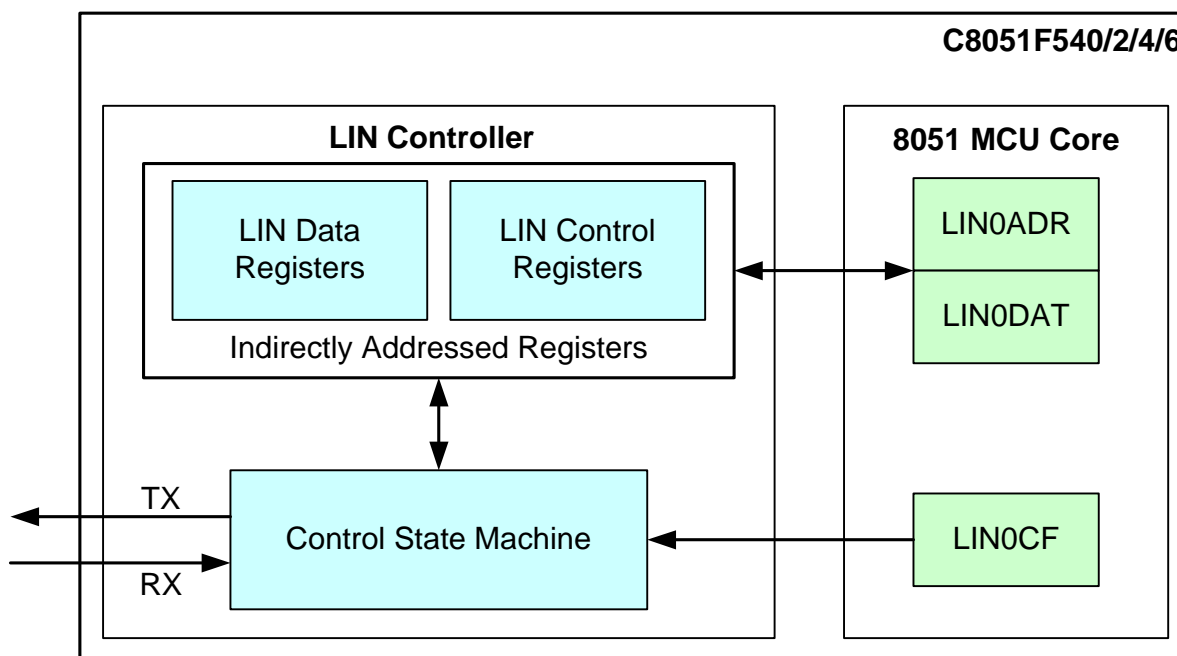 C8051F540/2/4/6
LIN Controller
8051 MCU Core
LIN Data
Registers
LIN Control
Registers
LIN0ADR
LIN0DAT
Indirectly Addressed Registers
TX
RX
Control State Machine
LIN0CF